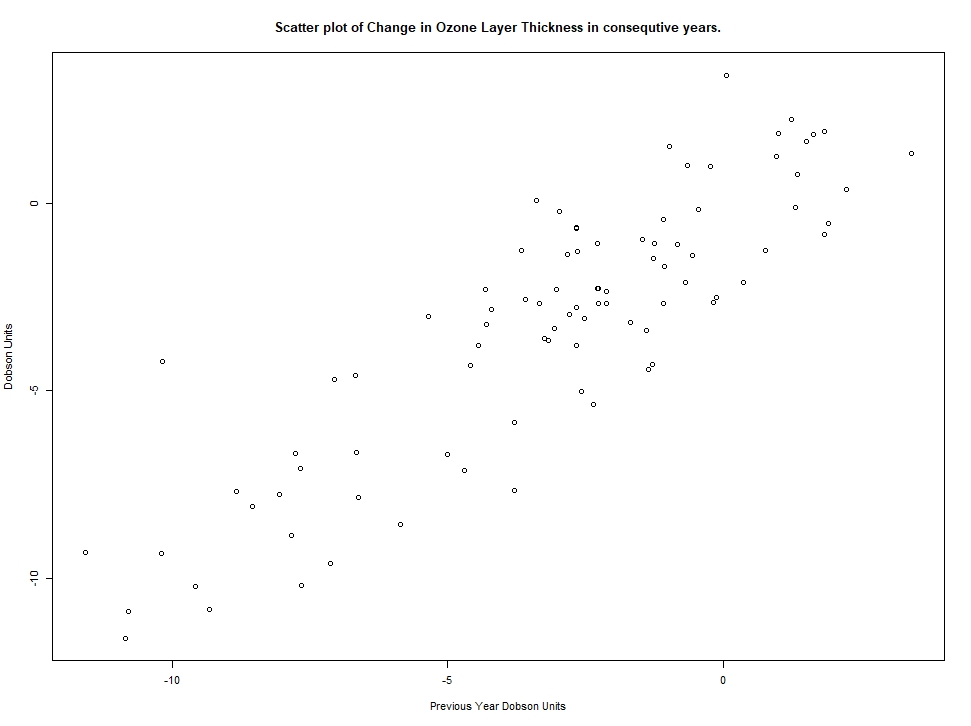 Scatter plot of Change in Ozone Layer Thickness in consequtive years.
0
-5
-10
Dobson Units
-10
-5
0
Previous Year Dobson Units